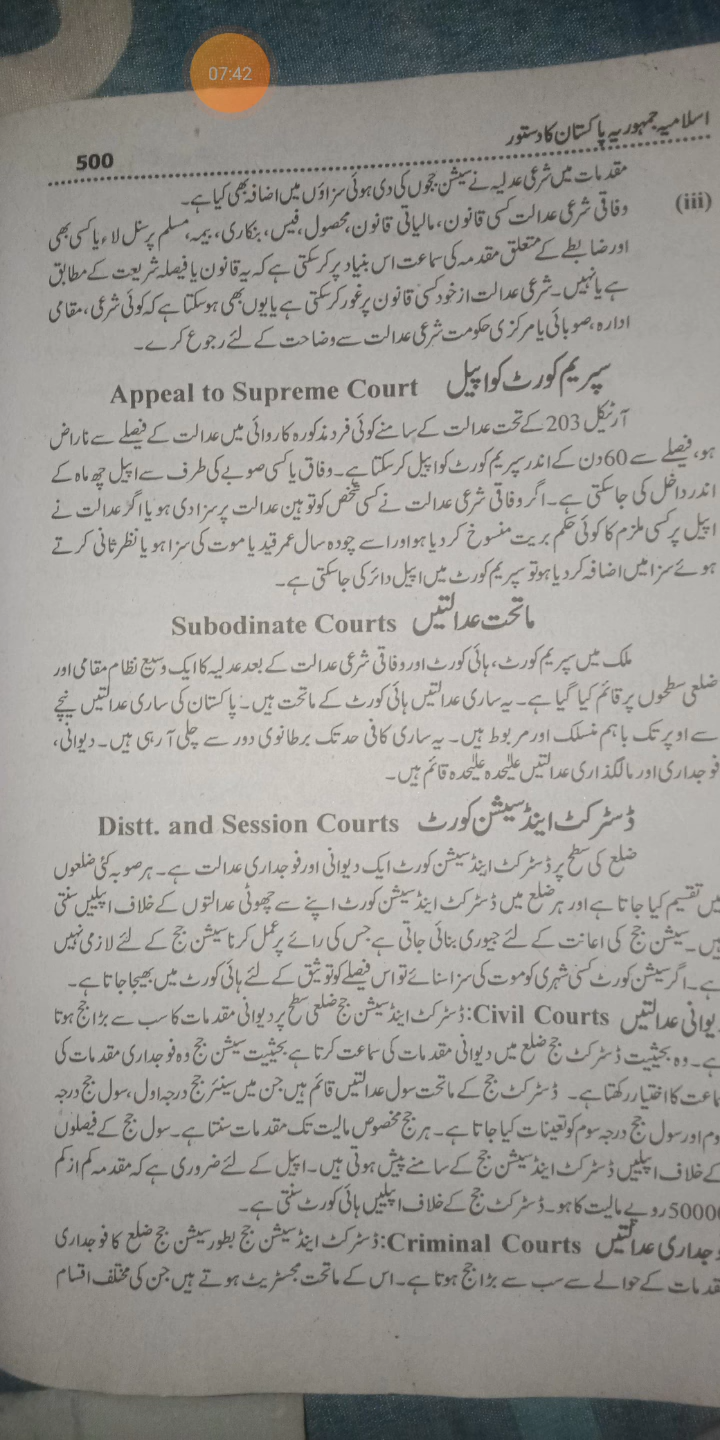 07:42
اسلامیہ جمہوریہ پاکستان کا دستور
500
مقدمات میں شرعی عدلیہ نے سیشن ججوں کی دی ہوئی سزاؤں میں اضافہ بھی کیا ہے۔
(iii) وفاقی شرعی عدالت کسی قانون، مالیاتی قانون، محصول، فیس، بنکاری، بیمہ، مسلم پرسنل لاء یا کسی بھی
اور ضابطے کے متعلق مقدمہ کی سماعت اس بنیاد پر کرسکتی ہے کہ یہ قانون یا فیصلہ شریعت کے مطابق
ہے یا نہیں۔ شرعی عدالت از خود کسی قانون پر غور کرسکتی ہے یا یوں بھی ہوسکتا ہے کہ کوئی شرعی، مقامی
ادارہ، صوبائی یا مرکزی حکومت شرعی عدالت سے وضاحت کے لئے رجوع کرے۔
سپریم کورٹ کو اپیل Appeal to Supreme Court
آرٹیکل 203 کے تحت عدالت کے سامنے کوئی فرد مذکورہ کاروائی میں عدالت کے فیصلے سے ناراض
ہو، فیصلے سے 60 دن کے اندر سپریم کورٹ کو اپیل کرسکتا ہے۔ وفاق یا کسی صوبے کی طرف سے اپیل چھ ماہ کے
اندر داخل کی جاسکتی ہے۔ اگر وفاقی شرعی عدالت نے کسی شخص کو توہین عدالت پر سزا دی ہو یا اگر عدالت نے
اپیل پر کسی ملزم کا کوئی حکم بریت منسوخ کر دیا ہو اور اسے چودہ سال عمر قید یا موت کی سزا ہو یا نظر ثانی کرتے
ہوئے سزا میں اضافہ کر دیا ہو تو سپریم کورٹ میں اپیل دائر کی جاسکتی ہے۔
ماتحت عدالتیں Subodinate Courts
ملک میں سپریم کورٹ، ہائی کورٹ اور وفاقی شرعی عدالت کے بعد عدلیہ کا ایک وسیع نظام مقامی اور
ضلعی سطحوں پر قائم کیا گیا ہے۔ یہ ساری عدالتیں ہائی کورٹ کے ماتحت ہیں۔ پاکستان کی ساری عدالتیں نیچے
سے اوپر تک باہم منسلک اور مربوط ہیں۔ یہ ساری کافی حد تک برطانوی دور سے چلی آ رہی ہیں۔ دیوانی،
فوجداری اور مالگذاری عدالتیں علیٰحدہ علیٰحدہ قائم ہیں۔
ڈسٹرکٹ اینڈ سیشن کورٹ Distt. and Session Courts
ضلع کی سطح پر ڈسٹرکٹ اینڈ سیشن کورٹ ایک دیوانی اور فوجداری عدالت ہے۔ ہر صوبہ کئی ضلعوں
میں تقسیم کیا جاتا ہے اور ہر ضلع میں ڈسٹرکٹ اینڈ سیشن کورٹ اپنے سے چھوٹی عدالتوں کے خلاف اپیلیں سنتی
ہیں۔ سیشن جج کی اعانت کے لئے جیوری بنائی جاتی ہے جس کی رائے پر عمل کرنا سیشن جج کے لئے لازمی نہیں
ہے۔ اگر سیشن کورٹ کسی شہری کو موت کی سزا سنائے تو اس فیصلے کو توثیق کے لئے ہائی کورٹ میں بھیجا جاتا ہے۔
دیوانی عدالتیں Civil Courts: ڈسٹرکٹ اینڈ سیشن جج ضلعی سطح پر دیوانی مقدمات کا سب سے بڑا جج ہوتا
ہے۔ وہ بحیثیت ڈسٹرکٹ جج ضلع میں دیوانی مقدمات کی سماعت کرتا ہے بحیثیت سیشن جج وہ فوجداری مقدمات کی
سماعت کا اختیار رکھتا ہے۔ ڈسٹرکٹ جج کے ماتحت سول عدالتیں قائم ہیں جن میں سینئر جج درجہ اول، سول جج درجہ
دوم اور سول جج درجہ سوم کو تعینات کیا جاتا ہے۔ ہر جج مخصوص مالیت تک مقدمات سنتا ہے۔ سول جج کے فیصلوں
کے خلاف اپیلیں ڈسٹرکٹ اینڈ سیشن جج کے سامنے پیش ہوتی ہیں۔ اپیل کے لئے ضروری ہے کہ مقدمہ کم از کم
50000 روپے مالیت کا ہو۔ ڈسٹرکٹ جج کے خلاف اپیلیں ہائی کورٹ سنتی ہے۔
فوجداری عدالتیں Criminal Courts: ڈسٹرکٹ اینڈ سیشن جج بطور سیشن جج ضلع کا فوجداری
مقدمات کے حوالے سے سب سے بڑا جج ہوتا ہے۔ اس کے ماتحت مجسٹریٹ ہوتے ہیں جن کی مختلف اقسام